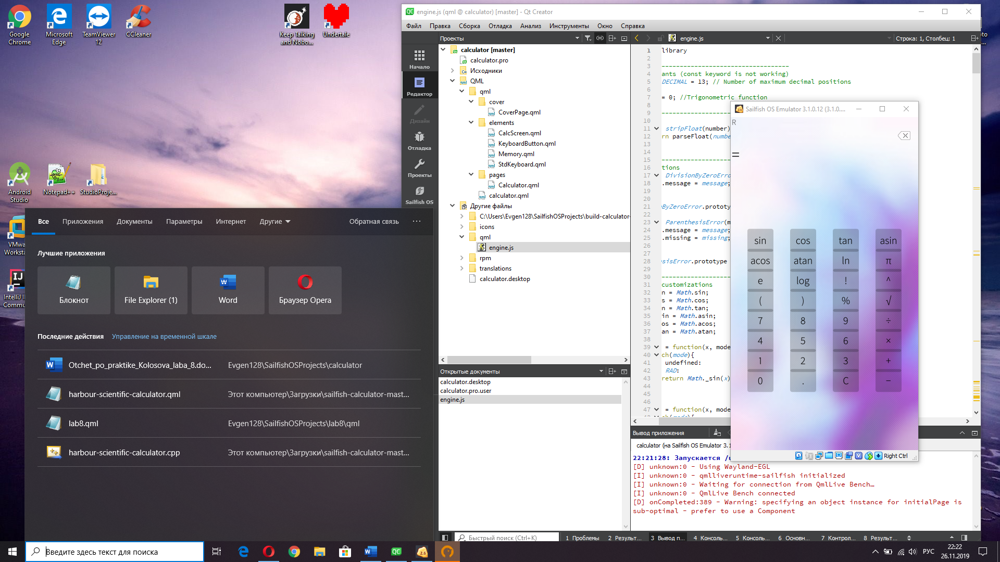 Google Chrome
Microsoft Edge
TeamViewer 12
CCleaner
Keep Talking and Nobo...
Undertale
Android Studio
Notepad++
StudioProje...
Все
Приложения
Документы
Параметры
Интернет
Другие
Обратная связь
Лучшие приложения
Блокнот
File Explorer (1)
Word
Браузер Opera
Последние действия
Управление на временной шкале
Otchet_po_praktike_Kolosova_laba_8.do...
Evgen128\SailfishOSProjects\calculator
harbour-scientific-calculator.qml
Этот компьютер\Загрузки\sailfish-calculator-mast...
lab8.qml
Evgen128\SailfishOSProjects\lab8\qml
harbour-scientific-calculator.cpp
Этот компьютер\Загрузки\sailfish-calculator-mast...
Введите здесь текст для поиска
engine.js (qml @ calculator) [master] - Qt Creator
Файл Правка Сборка Отладка Анализ Инструменты Окно Справка
Начало
Редактор
Дизайн
Отладка
Проекты
Sailfish OS
Проекты
calculator [master]
calculator.pro
Исходники
QML
qml
cover
CoverPage.qml
elements
CalcScreen.qml
KeyboardButton.qml
Memory.qml
StdKeyboard.qml
pages
Calculator.qml
calculator.qml
Другие файлы
C:\Users\Evgen128\SailfishOSProjects\build-calculator-
icons
qml
engine.js
rpm
translations
calculator.desktop
Открытые документы
calculator.desktop
calculator.pro.user
engine.js
engine.js
Строка: 1, Столбец: 1
1 library
2
3 -----------------------------------
4 ants (const keyword is not working)
5 DECIMAL = 13; // Number of maximum decimal positions
6
7 = 0; //Trigonometric function
8
9 -------------------
10
11 stripFloat(number)
12 rn parseFloat(numbe
13
14
15 -------------------
16 tions
17 DivisionByZeroErro
18 .message = message;
19
20
21 ByZeroError.prototy
22
23 ParenthesisError(m
24 .message = message;
25 .missing = missing;
26
27
28 esisError.prototype
29
30 -------------------
31 customizations
32 n = Math.sin;
33 s = Math.cos;
34 n = Math.tan;
35 in = Math.asin;
36 os = Math.acos;
37 an = Math.atan;
38
39 = function(x, mode
40 ch(mode){
41 undefined:
42 RAD:
43 return Math._sin(x)
44
45
46
47 = function(x, mode
48 ch(mode){
Sailfish OS Emulator 3.1.0.12 (3.1.0....
R
=
sin cos tan asin
acos atan ln π
e log ! ^
( ) % √
7 8 9 ÷
4 5 6 ×
1 2 3 +
0 . C −
Right Ctrl
Вывод приложения
calculator (на Sailfish OS Emulator 3.1
22:21:28: Запускается /u
[D] unknown:0 - Using Wayland-EGL
[I] unknown:0 - qmlliveruntime-sailfish initialized
[I] unknown:0 - Waiting for connection from QmlLive Bench…
[I] unknown:0 - QmlLive Bench connected
[D] onCompleted:389 - Warning: specifying an object instance for initialPage is
sub-optimal - prefer to use a Component
Быстрый поиск (Ctrl+K)
1 Проблемы 2 Результ... 3 Вывод п... 4 Консоль... 5 Консоль... 6 Основн... 7 Контрол... 8 Результ...
РУС
22:22
26.11.2019